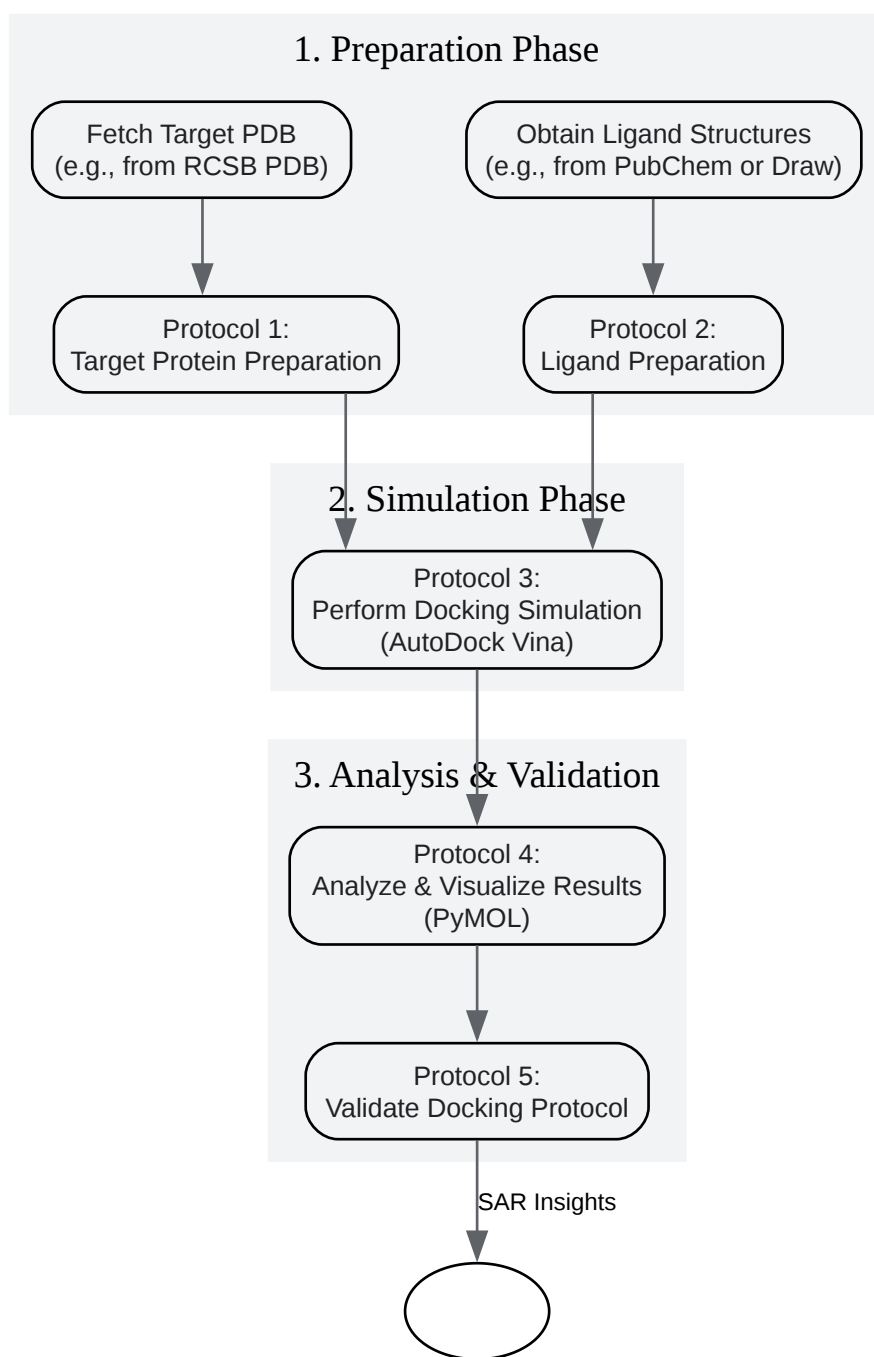 1. Preparation Phase
Fetch Target PDB
(e.g., from RCSB PDB)
Obtain Ligand Structures
(e.g., from PubChem or Draw)
Protocol 1:
Target Protein Preparation
Protocol 2:
Ligand Preparation
2. Simulation Phase
Protocol 3:
Perform Docking Simulation
(AutoDock Vina)
3. Analysis & Validation
Protocol 4:
Analyze & Visualize Results
(PyMOL)
Protocol 5:
Validate Docking Protocol
SAR Insights